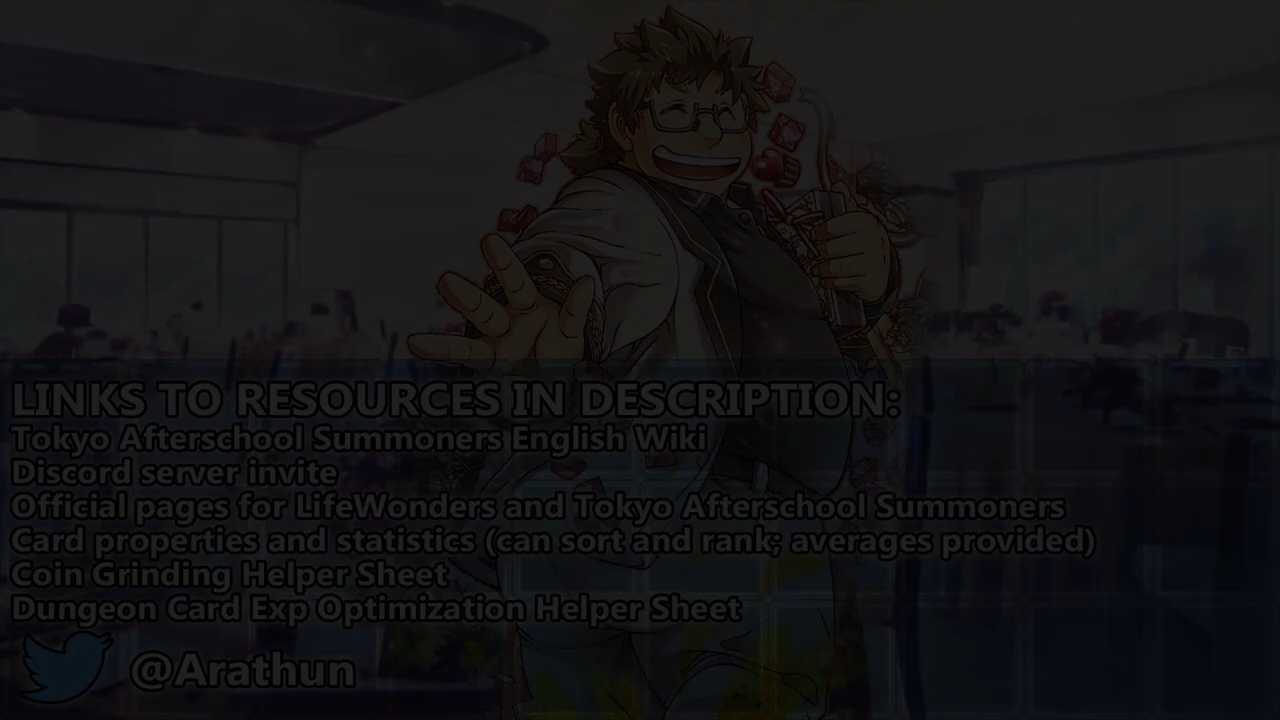 LINKS TO RESOURCES IN DESCRIPTION:
Tokyo Afterschool Summoners English Wiki
Discord server invite
Official pages for LifeWonders and Tokyo Afterschool Summoners
Card properties and statistics (can sort and rank; averages provided)
Coin Grinding Helper Sheet
Dungeon Card Exp Optimization Helper Sheet
@Arathun